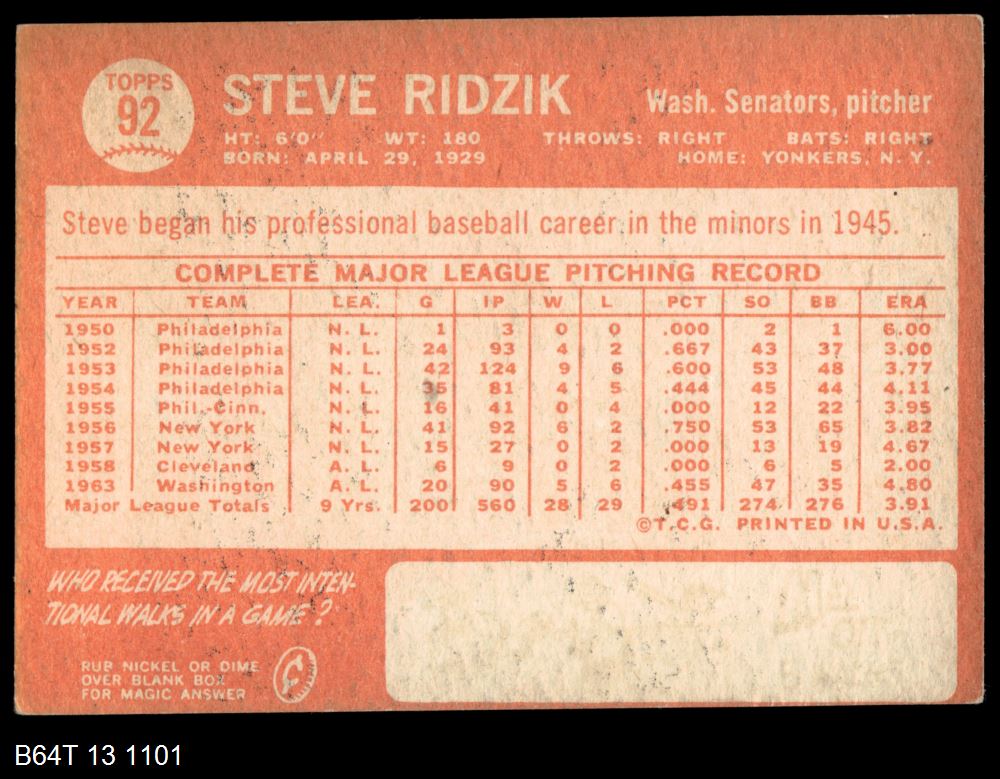 TOPPS
92
STEVE RIDZIK
Wash. Senators, pitcher
HT: 6'0" WT: 180 THROWS: RIGHT BATS: RIGHT
BORN: APRIL 29, 1929 HOME: YONKERS, N. Y.
Steve began his professional baseball career in the minors in 1945.
COMPLETE MAJOR LEAGUE PITCHING RECORD
YEAR TEAM LEA. G IP W L PCT SO BB ERA
1950 Philadelphia N. L. 1 3 0 0 .000 2 1 6.00
1952 Philadelphia N. L. 24 93 4 2 .667 43 37 3.00
1953 Philadelphia N. L. 42 124 9 6 .600 53 48 3.77
1954 Philadelphia N. L. 35 81 4 5 .444 45 44 4.11
1955 Phil.-Cinn. N. L. 16 41 0 4 .000 12 22 3.95
1956 New York N. L. 41 92 6 2 .750 53 65 3.82
1957 New York N. L. 15 27 0 2 .000 13 19 4.67
1958 Cleveland A. L. 6 9 0 2 .000 6 5 2.00
1963 Washington A. L. 20 90 5 6 .455 47 35 4.80
Major League Totals 9 Yrs. 200 560 28 29 .491 274 276 3.91
©T.C.G. PRINTED IN U.S.A.
WHO RECEIVED THE MOST INTEN-
TIONAL WALKS IN A GAME?
RUB NICKEL OR DIME
OVER BLANK BOX
FOR MAGIC ANSWER
B64T 13 1101